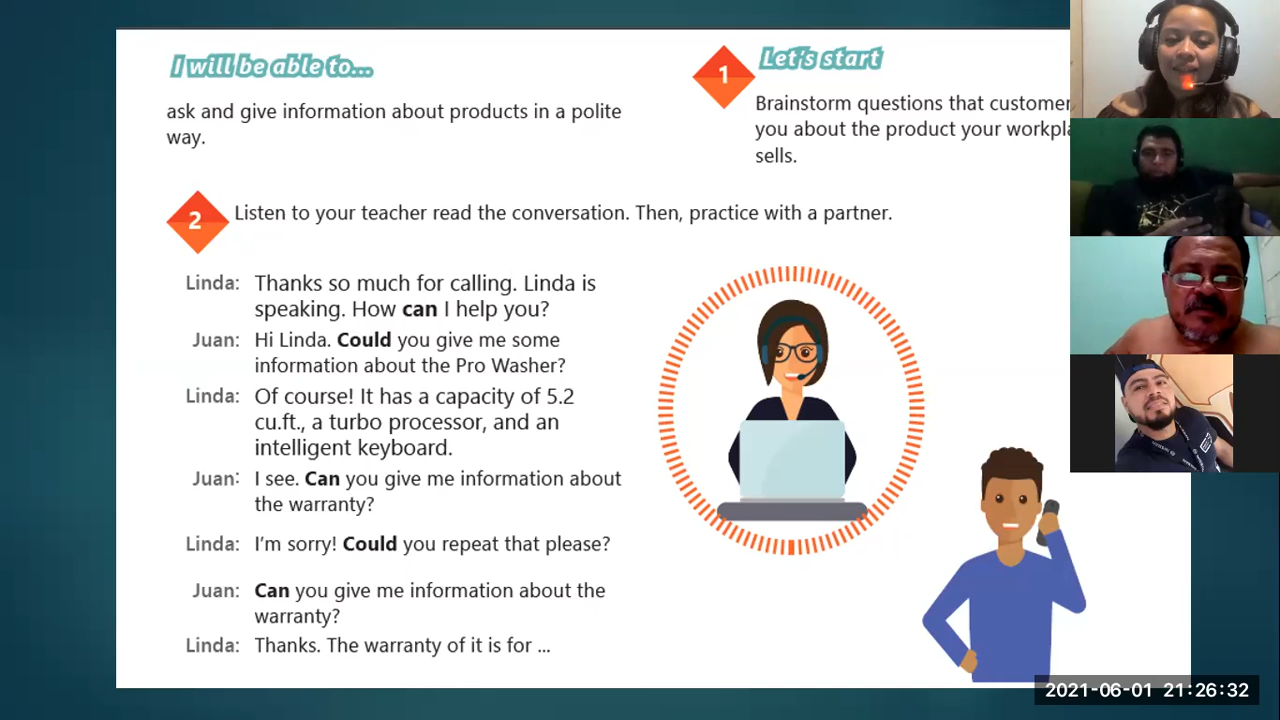 I will be able to...
ask and give information about products in a polite
way.
1
Let's start
Brainstorm questions that customer
you about the product your workpla
sells.
2
Listen to your teacher read the conversation. Then, practice with a partner.
Linda: Thanks so much for calling. Linda is
speaking. How can I help you?
Juan: Hi Linda. Could you give me some
information about the Pro Washer?
Linda: Of course! It has a capacity of 5.2
cu.ft., a turbo processor, and an
intelligent keyboard.
Juan: I see. Can you give me information about
the warranty?
Linda: I'm sorry! Could you repeat that please?
Juan: Can you give me information about the
warranty?
Linda: Thanks. The warranty of it is for ...
2021-06-01 21:26:32